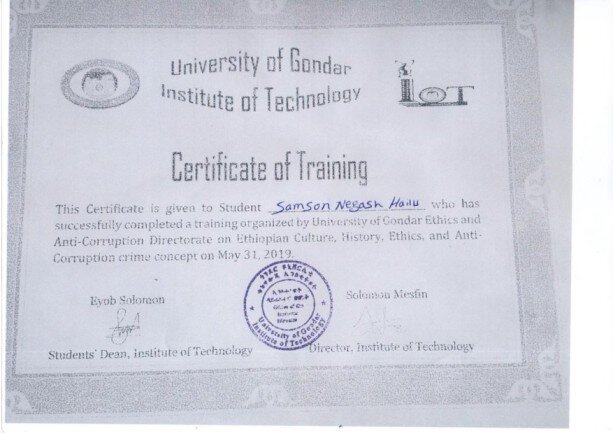 University of Gondar
Institute of Technology
IOT
Certificate of Training
This Certificate is given to Student Samson Negash Hailu who has
successfully completed a training organized by University of Gondar Ethics and
Anti-Corruption Directorate on Ethiopian Culture, History, Ethics, and Anti-
Corruption crime concept on May 31, 2019.
Eyob Solomon
Solomon Mesfin
University of Gondar
Institute of Technology
Students' Dean, Institute of Technology
Director, Institute of Technology